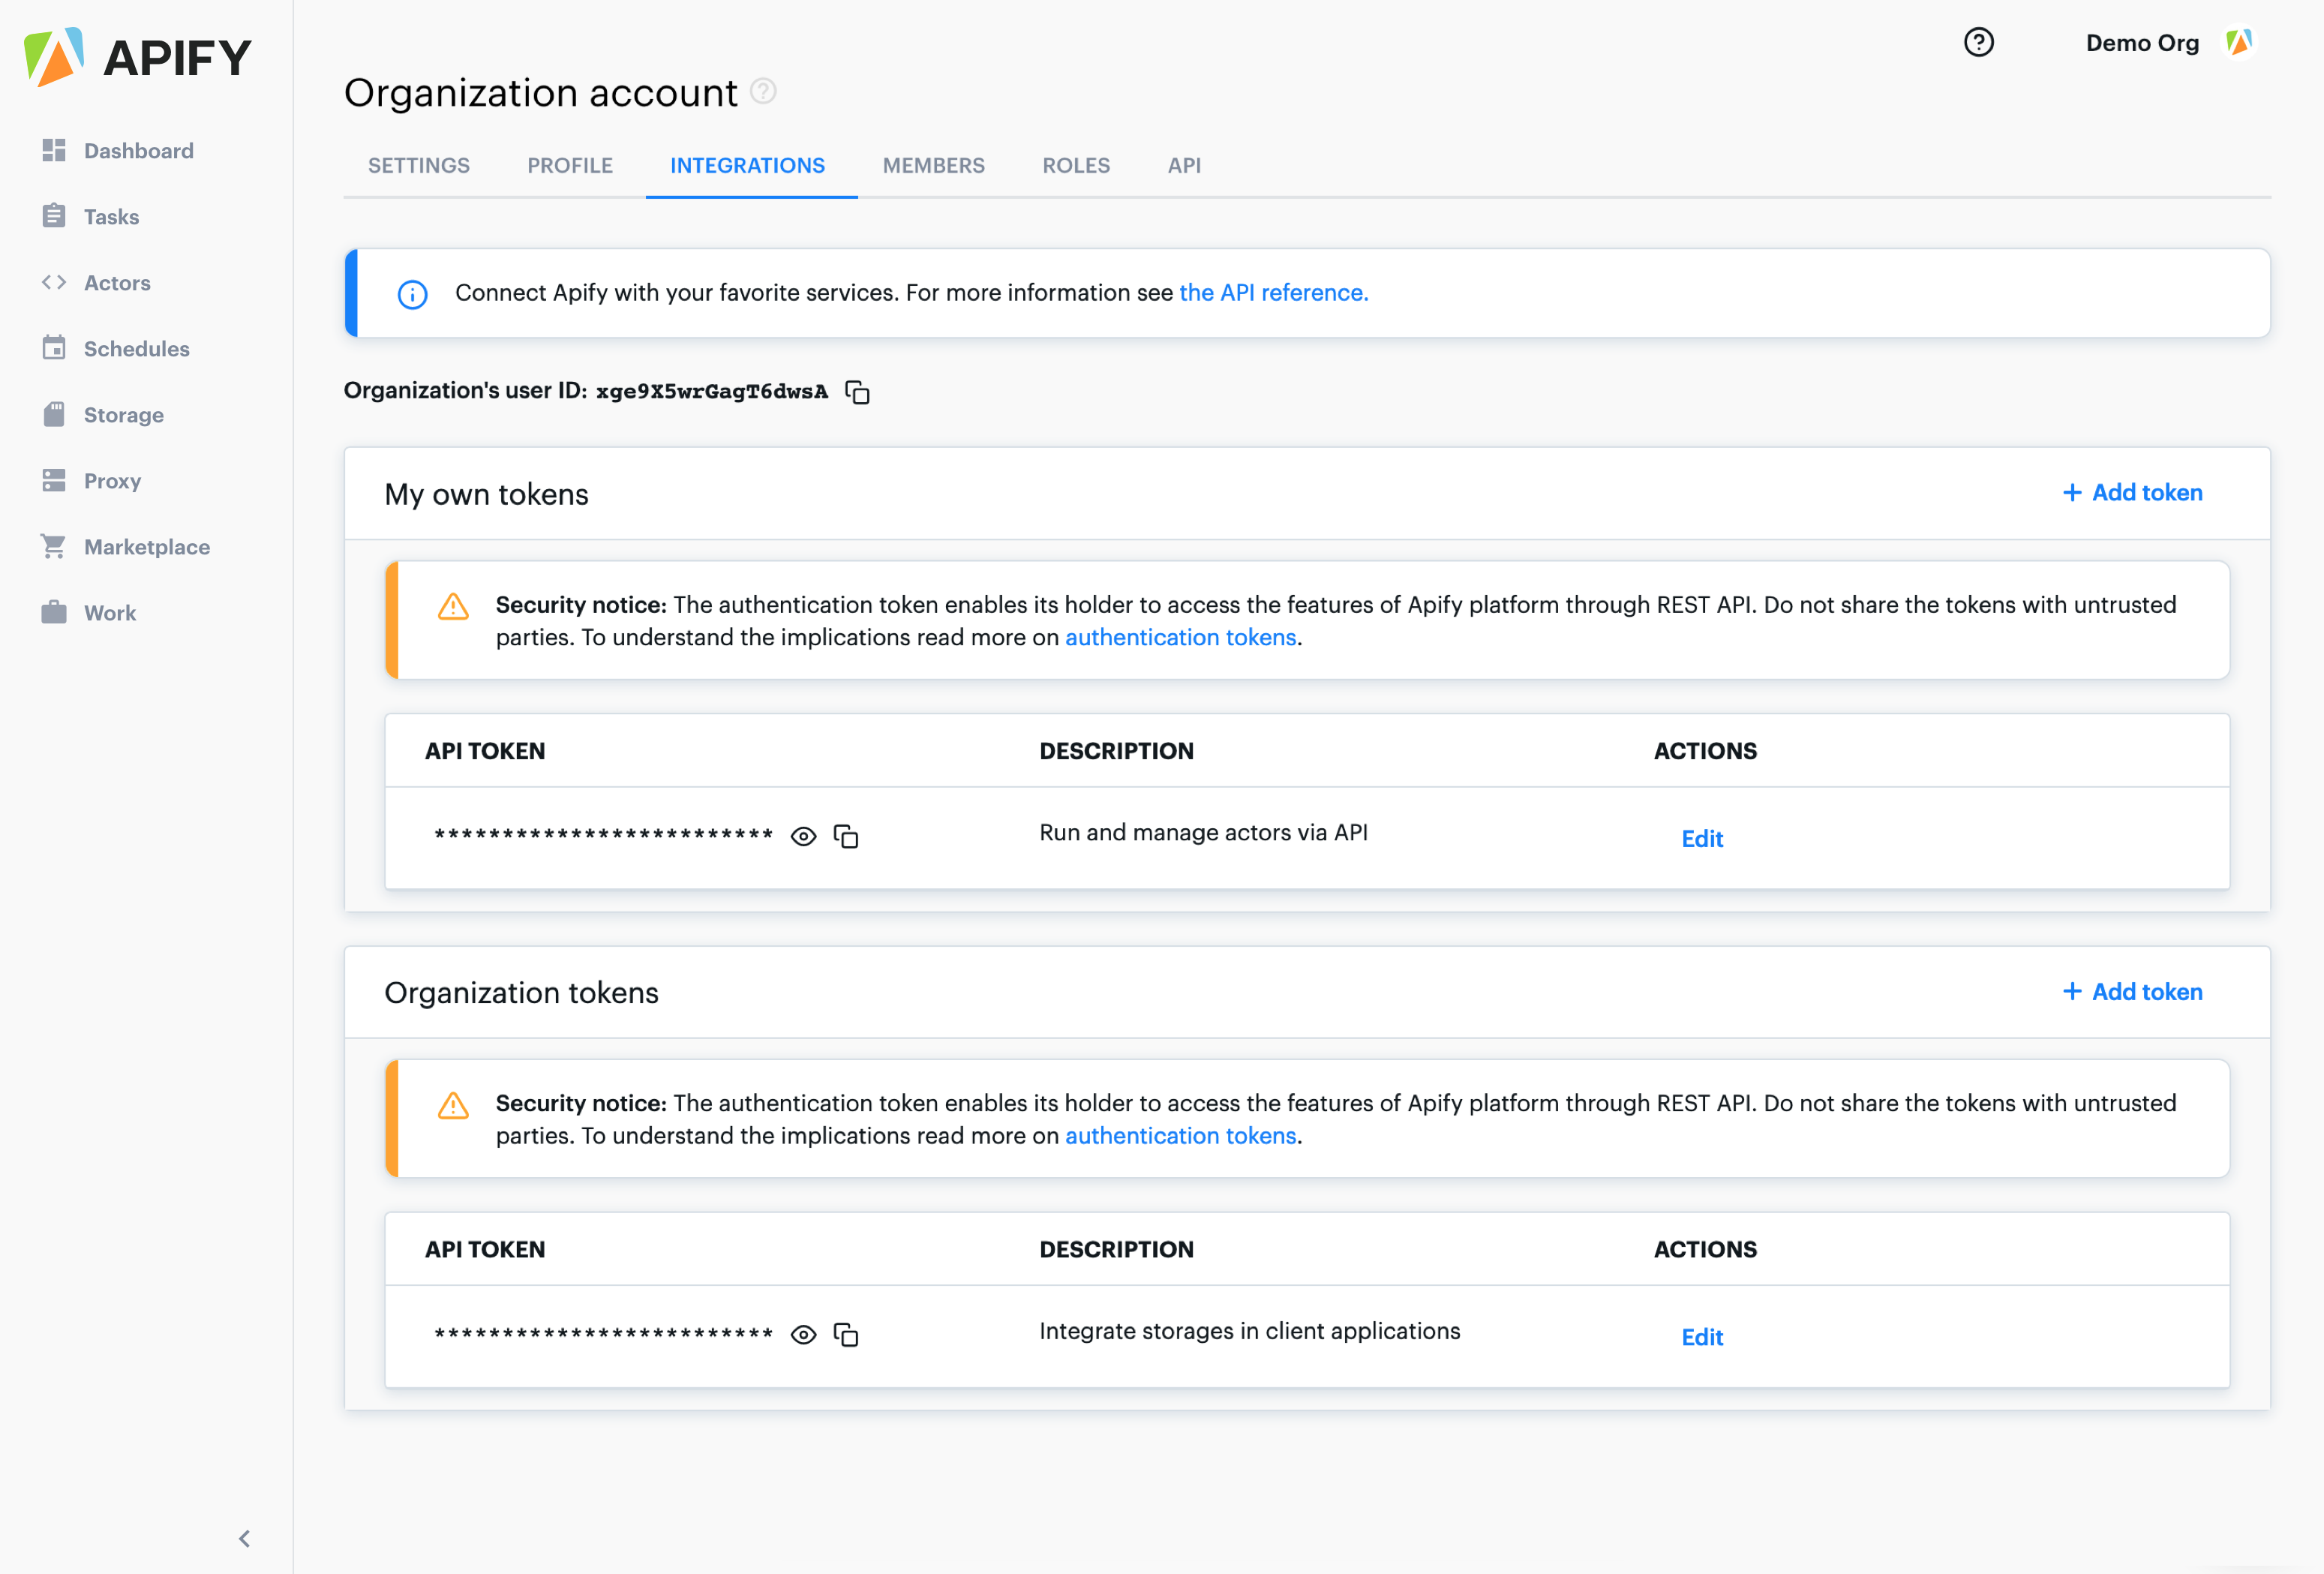 APIFY
Dashboard
Tasks
Actors
Schedules
Storage
Proxy
Marketplace
Work
Demo Org
Organization account
SETTINGS PROFILE INTEGRATIONS MEMBERS ROLES API
Connect Apify with your favorite services. For more information see the API reference.
Organization's user ID: xge9X5wrGagT6dwsA
My own tokens
+ Add token
Security notice: The authentication token enables its holder to access the features of Apify platform through REST API. Do not share the tokens with untrusted
parties. To understand the implications read more on authentication tokens.
API TOKEN DESCRIPTION ACTIONS
************************* Run and manage actors via API Edit
Organization tokens
+ Add token
Security notice: The authentication token enables its holder to access the features of Apify platform through REST API. Do not share the tokens with untrusted
parties. To understand the implications read more on authentication tokens.
API TOKEN DESCRIPTION ACTIONS
************************* Integrate storages in client applications Edit